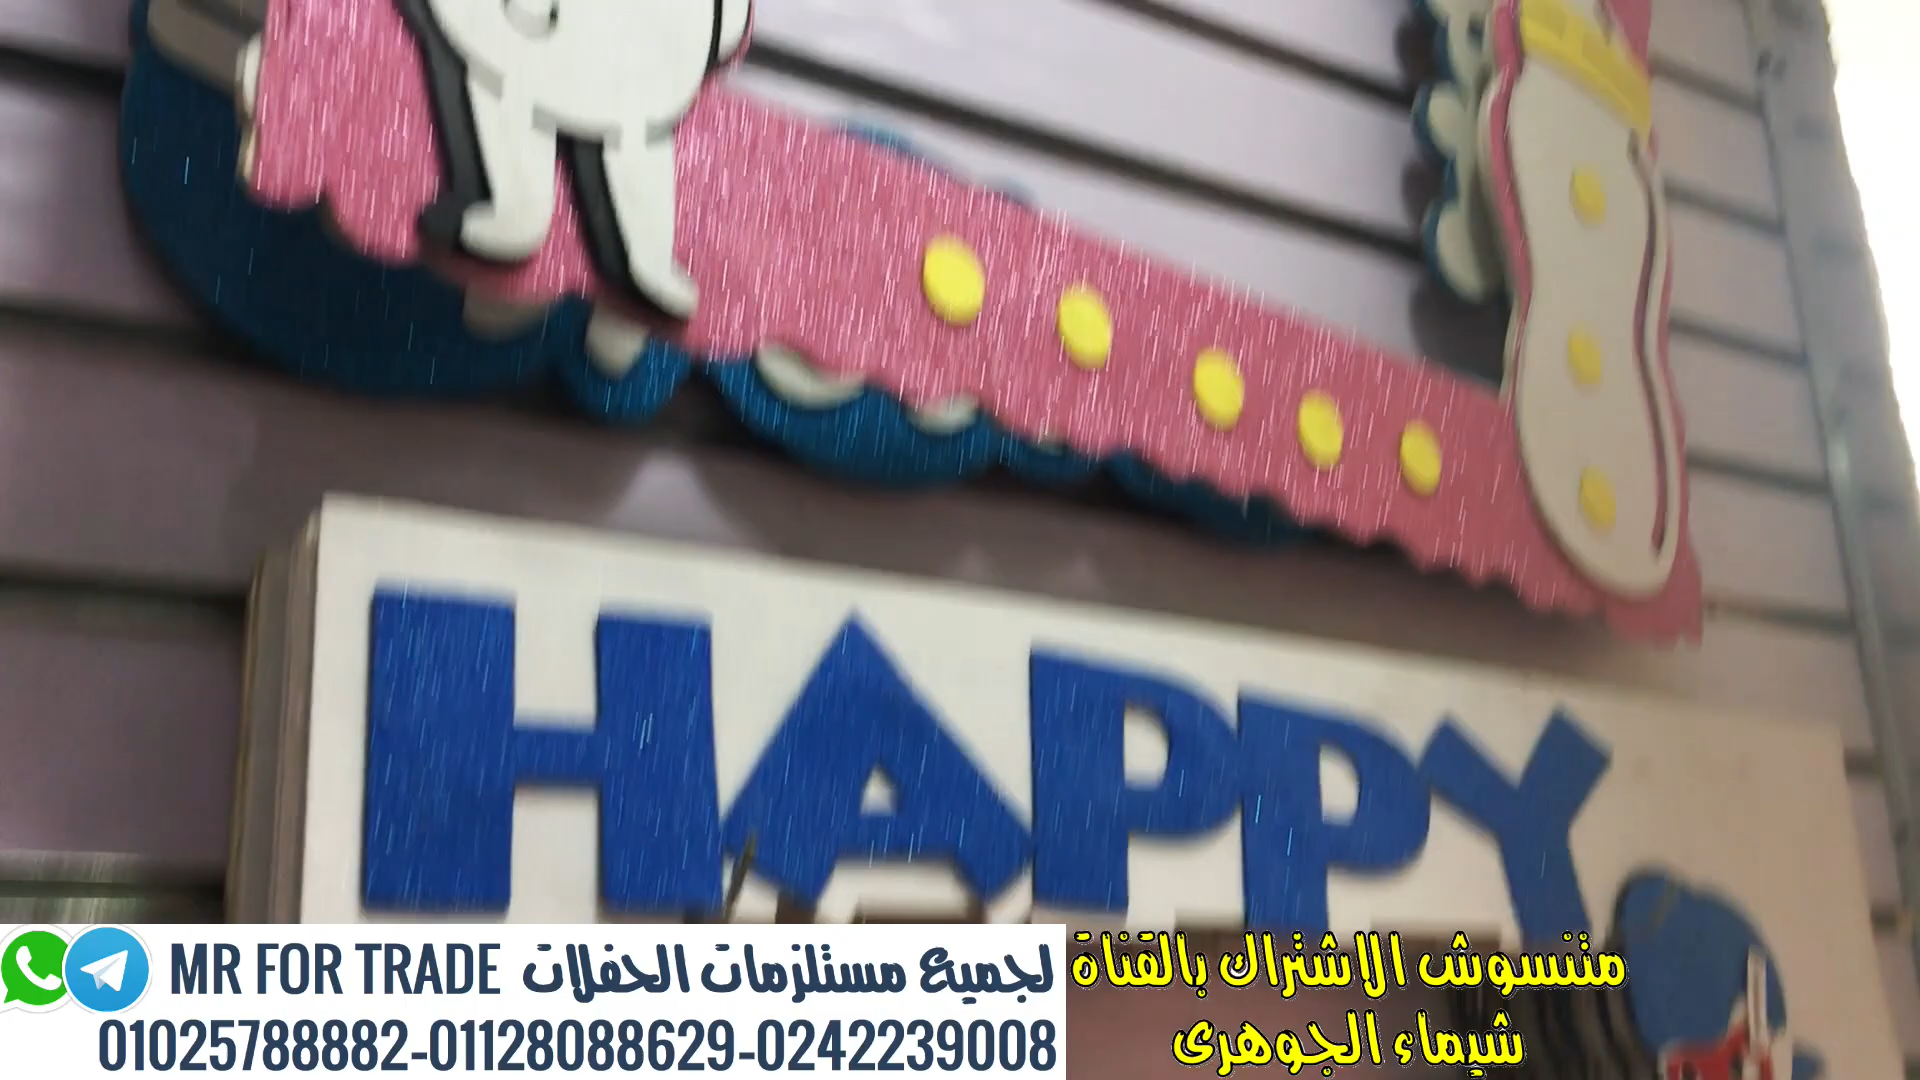 HAPPY
MR FOR TRADE لجميع مستلزمات الحفلات
01025788882-01128088629-0242239008
متنسوش الاشتراك بالقناة
شيماء الجوهرى